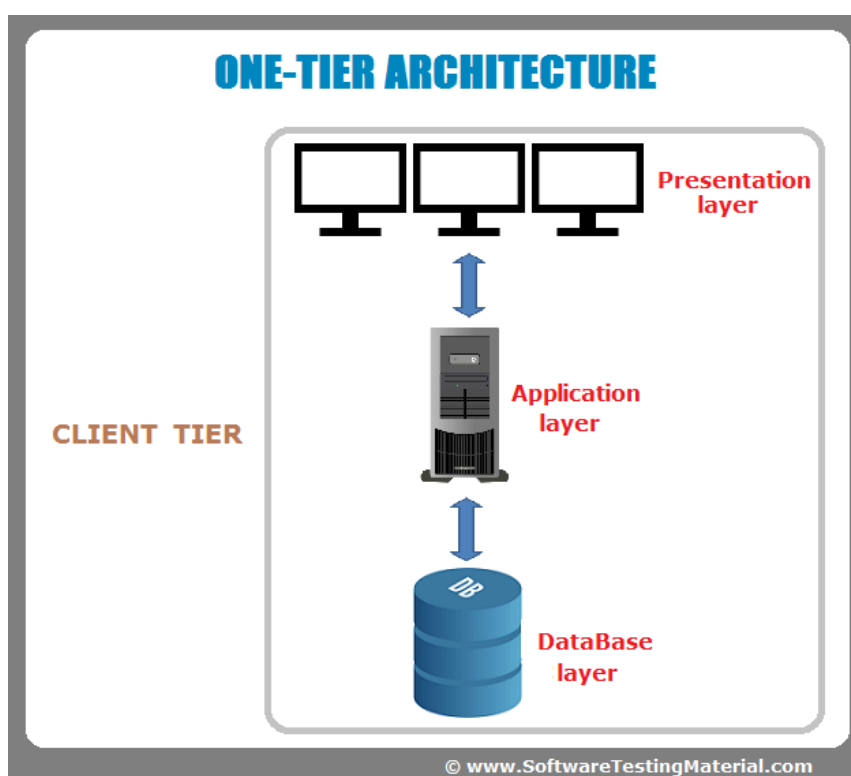 ONE-TIER ARCHITECTURE
Presentation
layer
Application
layer
CLIENT TIER
DB
DataBase
layer
© www.SoftwareTestingMaterial.com